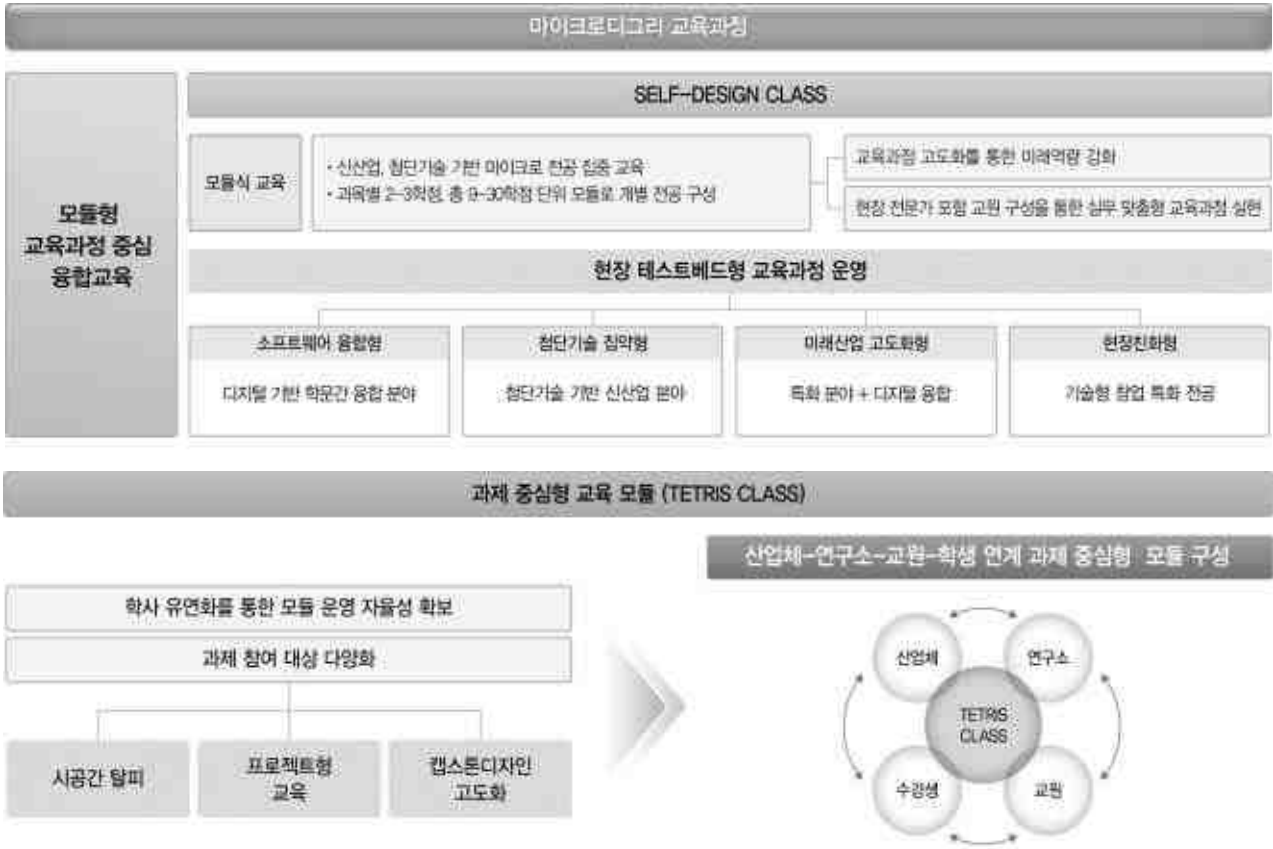 마이크로디그리 교육과정
SELF-DESIGN CLASS
모듈형
교육과정 중심
융합교육
모듈식 교육
• 신산업, 첨단기술 기반 마이크로 전공 집중 교육
• 과목별 2~3학점, 총 9~30학점 단위 모듈로 개별 전공 구성
교육과정 고도화를 통한 미래역량 강화
현장 전문가 포함 교원 구성을 통한 실무 맞춤형 교육과정 실현
현장 테스트베드형 교육과정 운영
소프트웨어 융합형
디지털 기반 학문간 융합 분야
첨단기술 집약형
첨단기술 기반 신산업 분야
미래산업 고도화형
특화 분야 + 디지털 융합
현장친화형
기술형 창업 특화 전공
과제 중심형 교육 모듈 (TETRIS CLASS)
학사 유연화를 통한 모듈 운영 자율성 확보
과제 참여 대상 다양화
시공간 탈피
프로젝트형
교육
캡스톤디자인
고도화
산업체-연구소-교원-학생 연계 과제 중심형 모듈 구성
산업체
연구소
TETRIS
CLASS
수강생
교원